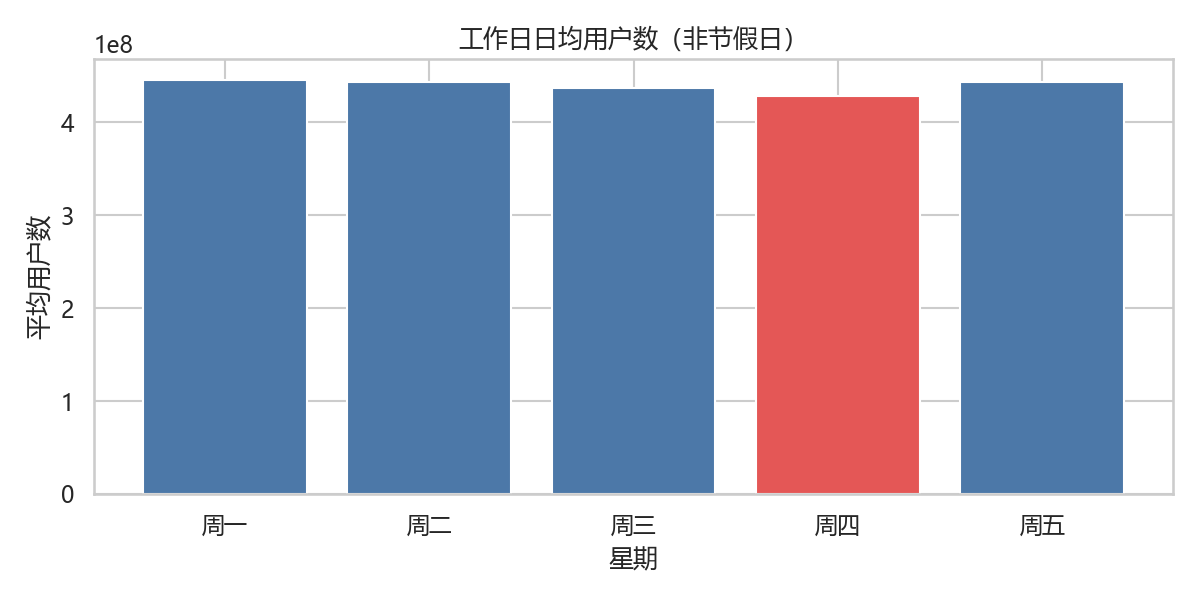 工作日日均用户数（非节假日）
1e8
4
3
2
1
0
平均用户数
周一 周二 周三 周四 周五
星期